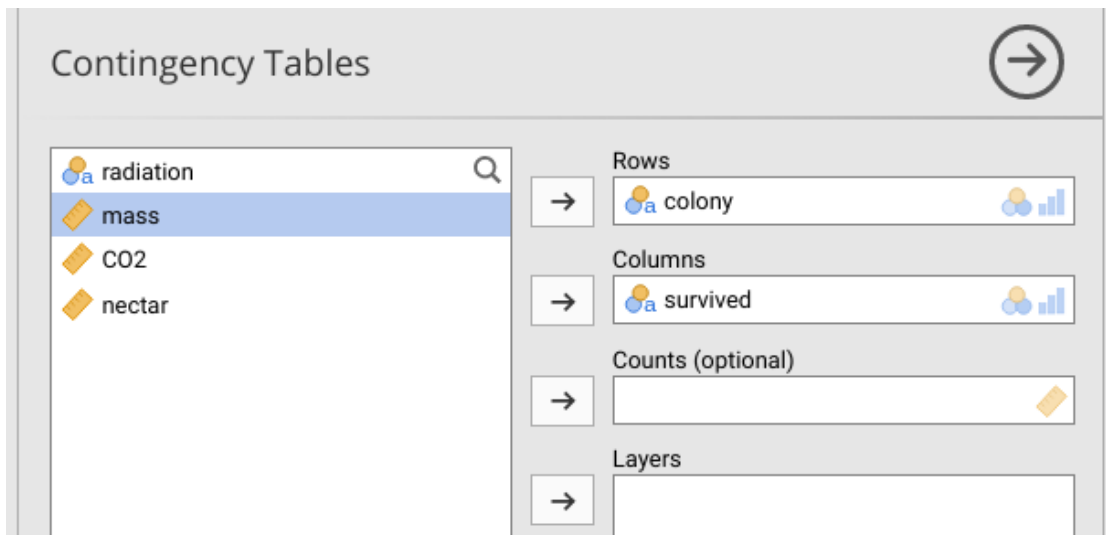 Contingency Tables
radiation
mass
CO2
nectar
Rows
colony
Columns
survived
Counts (optional)
Layers